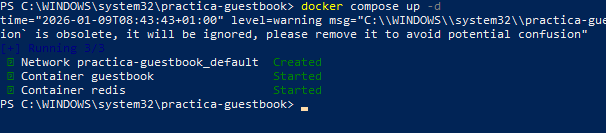 PS C:\WINDOWS\system32\practica-guestbook> docker compose up -d
time="2026-01-09T08:43:43+01:00" level=warning msg="C:\\WINDOWS\\system32\\practica-gues
ion` is obsolete, it will be ignored, please remove it to avoid potential confusion"
[+] Running 3/3
Network practica-guestbook_default Created
Container guestbook Started
Container redis Started
PS C:\WINDOWS\system32\practica-guestbook>